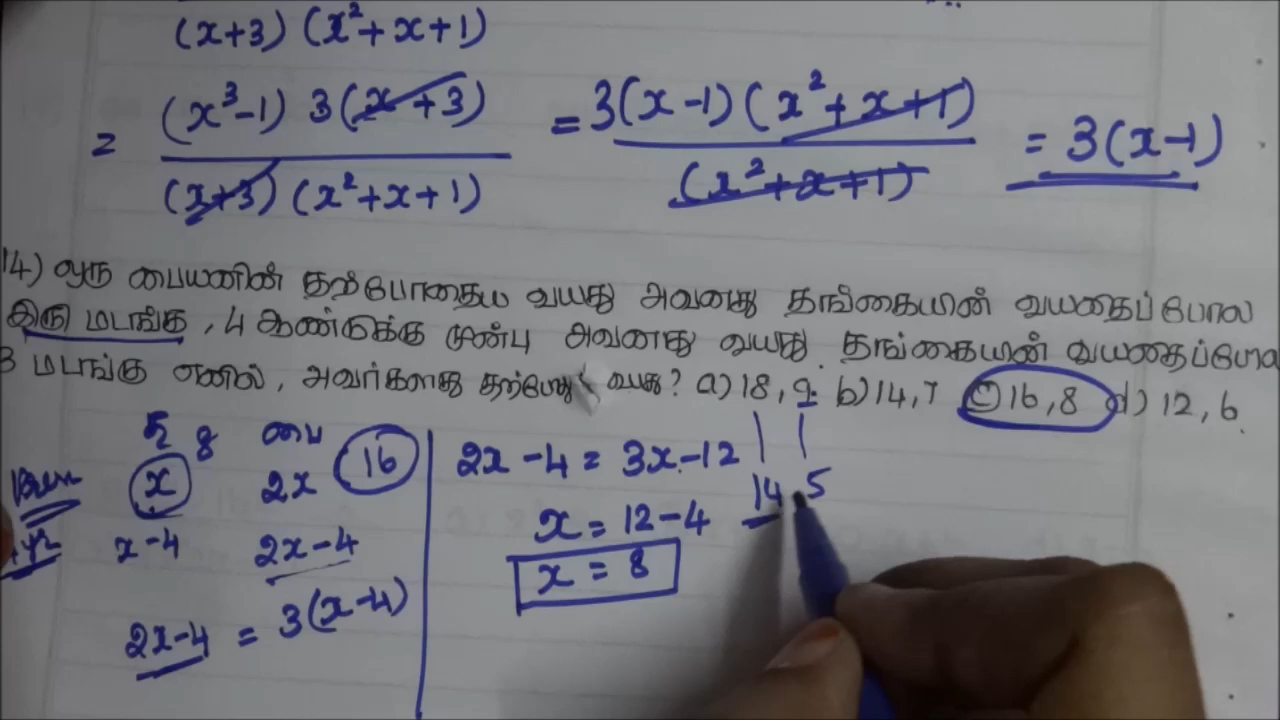 (x+3) (x²+x+1)
= (x³-1) 3(x+3) / (x+3) (x²+x+1) = 3(x-1) (x²+x+1) / (x²+x+1) = 3(x-1)
14) ஒரு பையனின் தற்போதைய வயது அவனது தங்கையின் வயதைப்போல
இரு மடங்கு, 4 ஆண்டுக்கு முன்பு அவனது வயது தங்கையின் வயதைப்போல
3 மடங்கு எனில், அவர்களது தற்போது வயது? a) 18, 9 b) 14, 7 c) 16, 8 d) 12, 6
த 8 பை 16
x 2x
x-4 2x-4
2x-4 = 3(x-4)
2x-4 = 3x-12
x = 12-4
x = 8
14 5